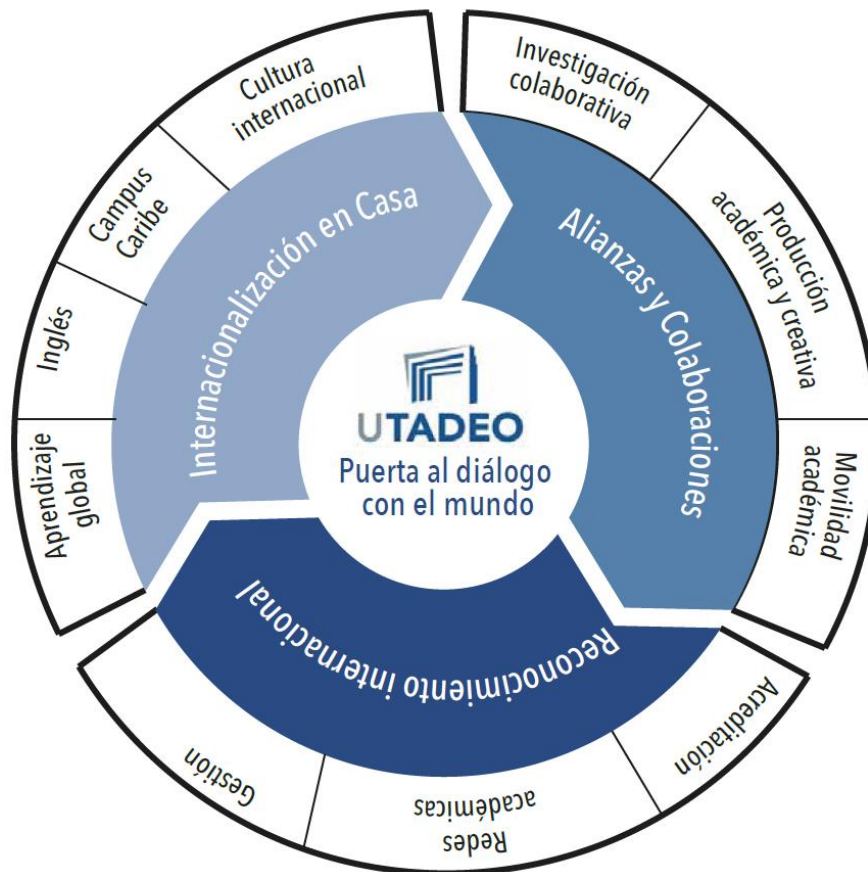 UTADEO
Puerta al diálogo
con el mundo
Internacionalización en Casa
Aprendizaje
global
Inglés
Campus
Caribe
Cultura
internacional
Alianzas y Colaboraciones
Investigación
colaborativa
Producción
académica y creativa
Movilidad
académica
Reconocimiento internacional
Acreditación
Redes
académicas
Gestión